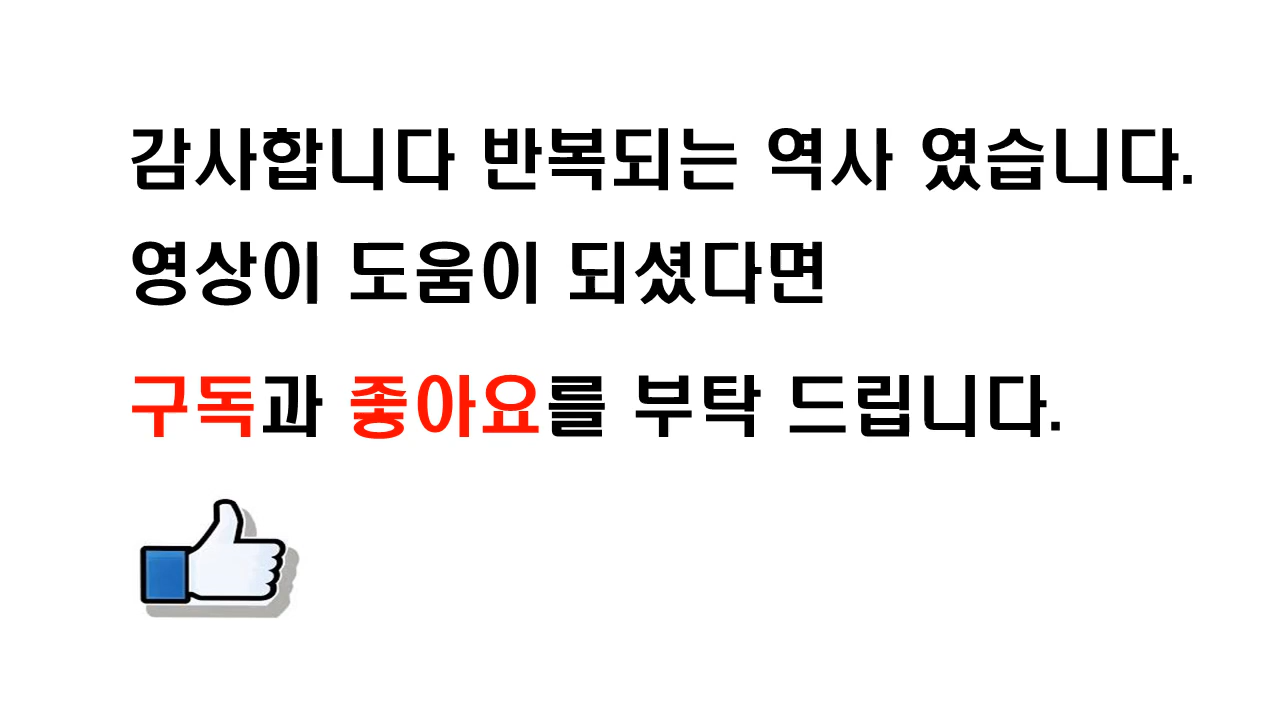 감사합니다 반복되는 역사 였습니다.
영상이 도움이 되셨다면
구독과 좋아요를 부탁 드립니다.